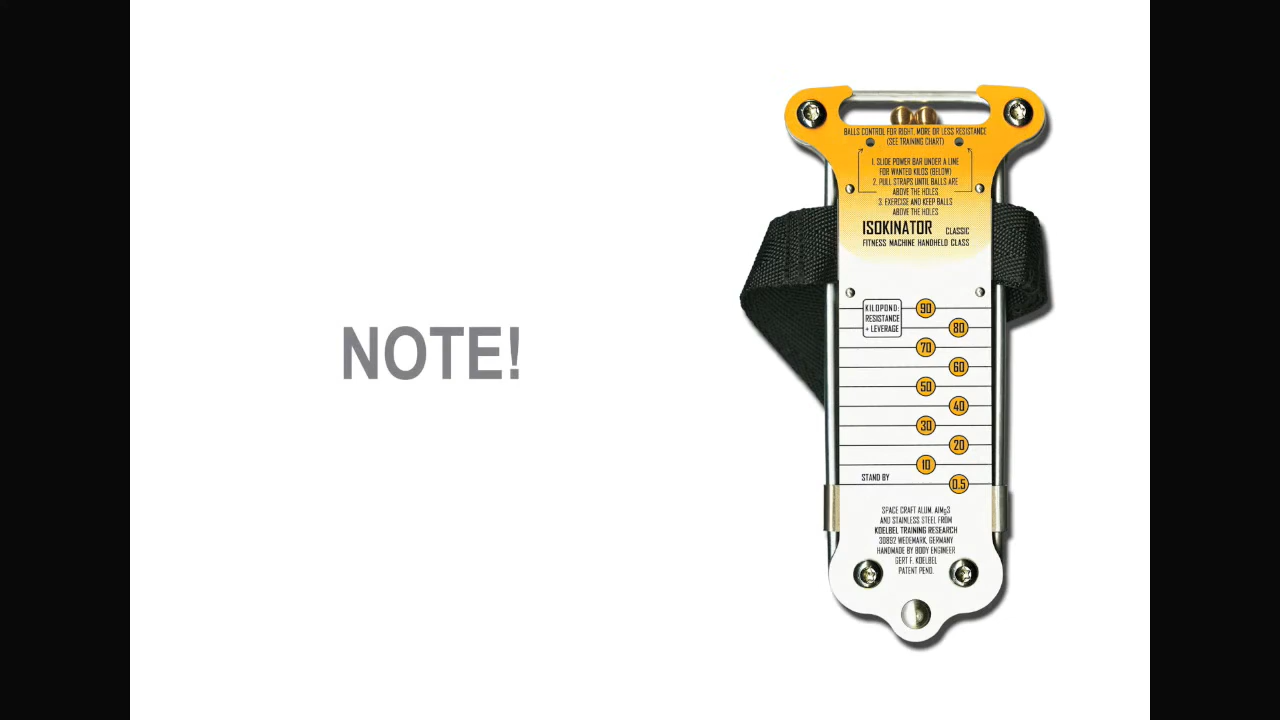 NOTE!
BALLS CONTROL FOR RIGHT, MORE OR LESS RESISTANCE
(SEE TRAINING CHART)
1. SLIDE POWER BAR UNDER A LINE
FOR WANTED KILOS (BELOW)
2. PULL STRAPS UNTIL BALLS ARE
ABOVE THE HOLES
3. EXERCISE AND KEEP BALLS
ABOVE THE HOLES
ISOKINATOR CLASSIC
FITNESS MACHINE HANDHELD CLASS
KILOPOND:
RESISTANCE
+ LEVERAGE
90
80
70
60
50
40
30
20
10
STAND BY
0.5
SPACE CRAFT ALUM. AlMg3
AND STAINLESS STEEL FROM
KOELBEL TRAINING RESEARCH
30892 WEDEMARK, GERMANY
HANDMADE BY BODY ENGINEER
GERT F. KOELBEL
PATENT PEND.